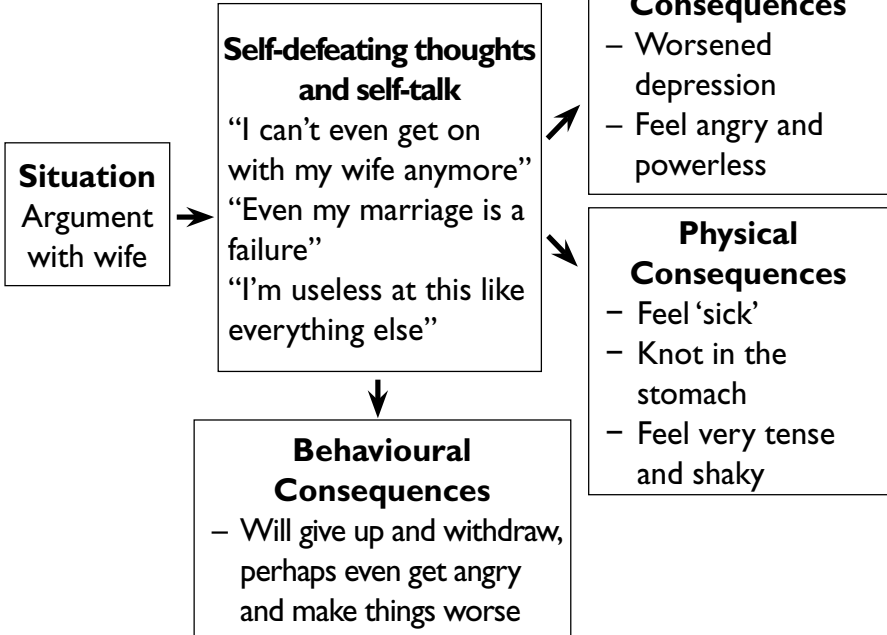 Situation
Argument
with wife
Self-defeating thoughts
and self-talk
“I can’t even get on
with my wife anymore”
“Even my marriage is a
failure”
“I’m useless at this like
everything else”
Consequences
– Worsened
depression
– Feel angry and
powerless
Physical
Consequences
– Feel ‘sick’
– Knot in the
stomach
– Feel very tense
and shaky
Behavioural
Consequences
– Will give up and withdraw,
perhaps even get angry
and make things worse